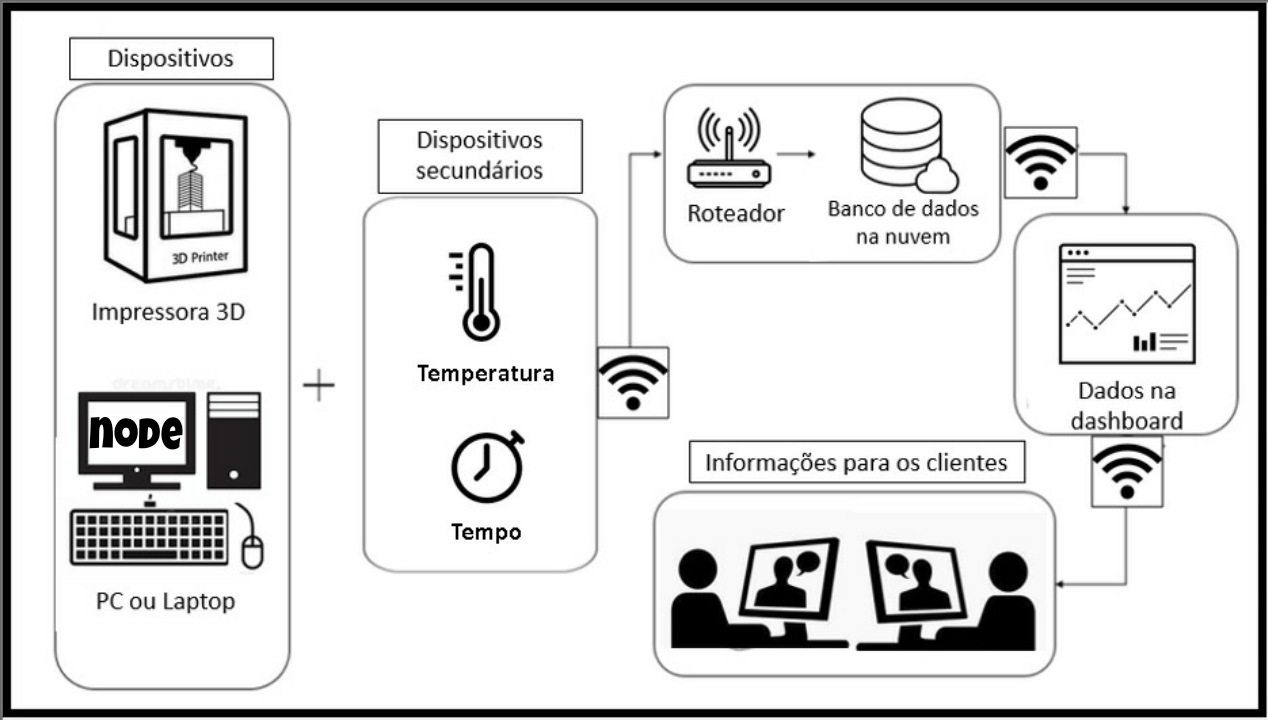 Dispositivos
3D Printer
Impressora 3D
node
PC ou Laptop
Dispositivos
secundários
Temperatura
Tempo
Roteador
Banco de dados
na nuvem
Dados na
dashboard
Informações para os clientes